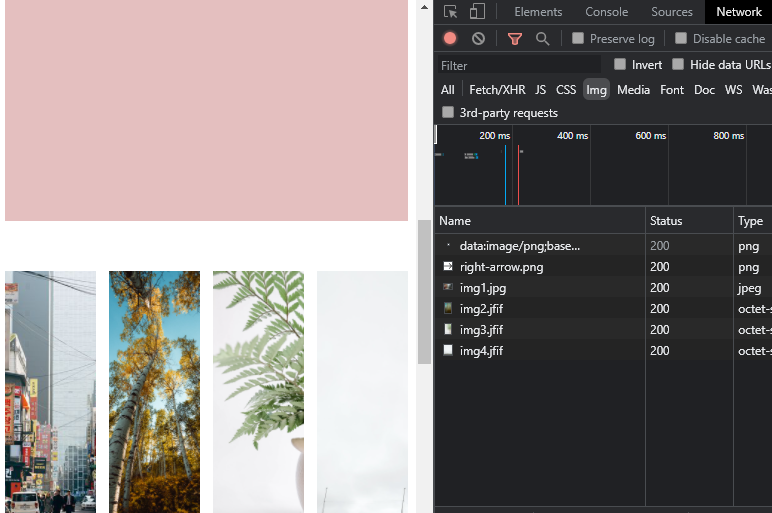 Elements Console Sources Network
Preserve log Disable cache
Filter Invert Hide data URLs
All Fetch/XHR JS CSS Img Media Font Doc WS Was
3rd-party requests
200 ms 400 ms 600 ms 800 ms
Name Status Type
data:image/png;base... 200 png
right-arrow.png 200 png
img1.jpg 200 jpeg
img2.jfif 200 octet-s
img3.jfif 200 octet-s
img4.jfif 200 octet-s